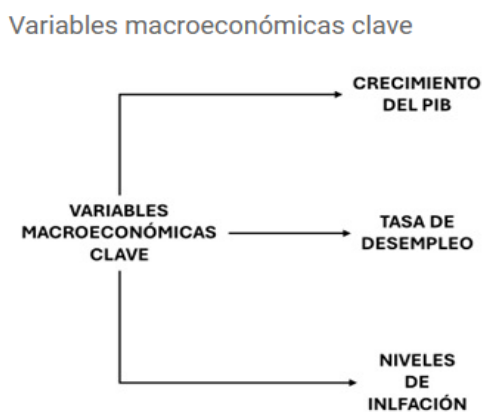 Variables macroeconómicas clave
CRECIMIENTO
DEL PIB
VARIABLES
MACROECONÓMICAS
CLAVE
TASA DE
DESEMPLEO
NIVELES
DE
INLFACIÓN